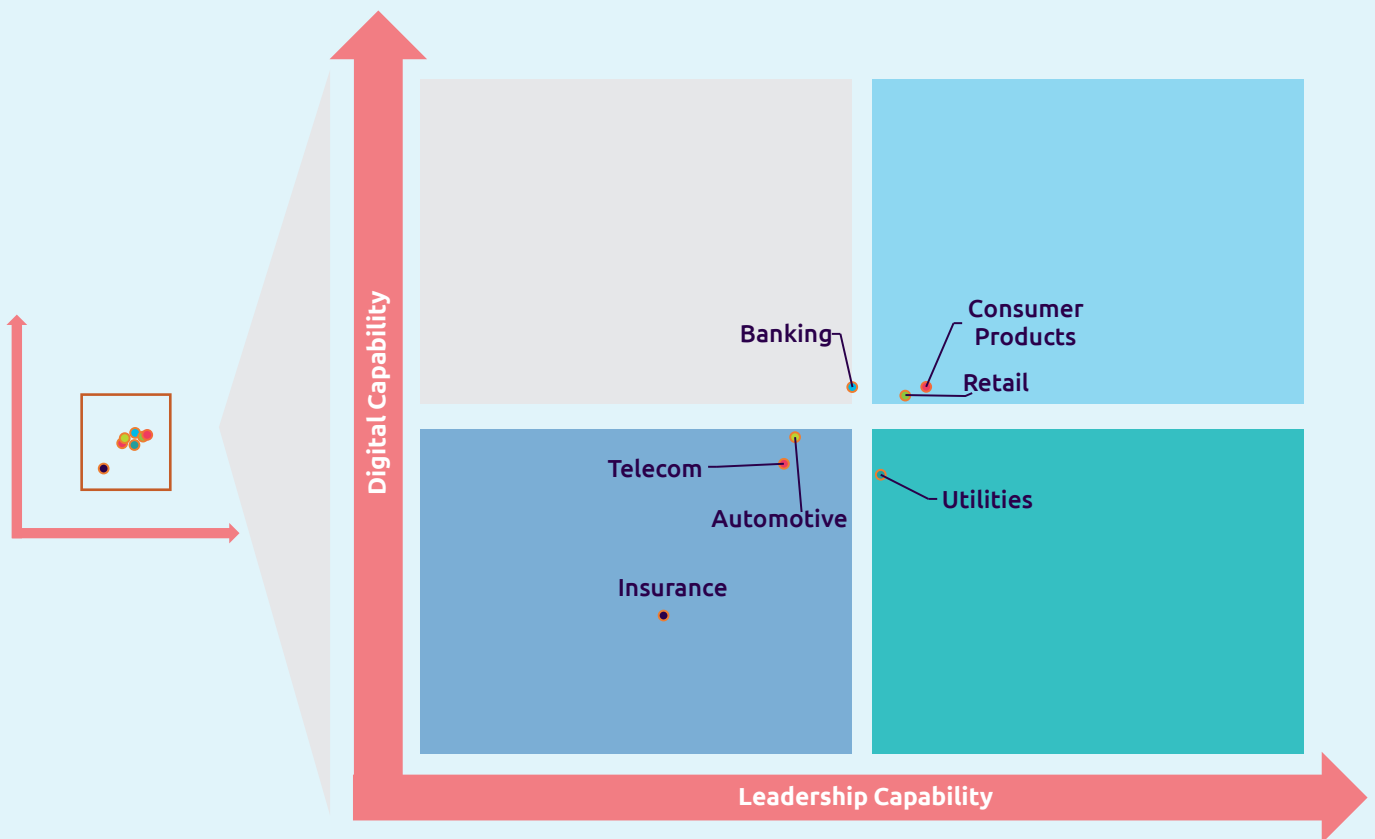 Digital Capability
Banking
Consumer
Products
Retail
Telecom
Automotive
Utilities
Insurance
Leadership Capability